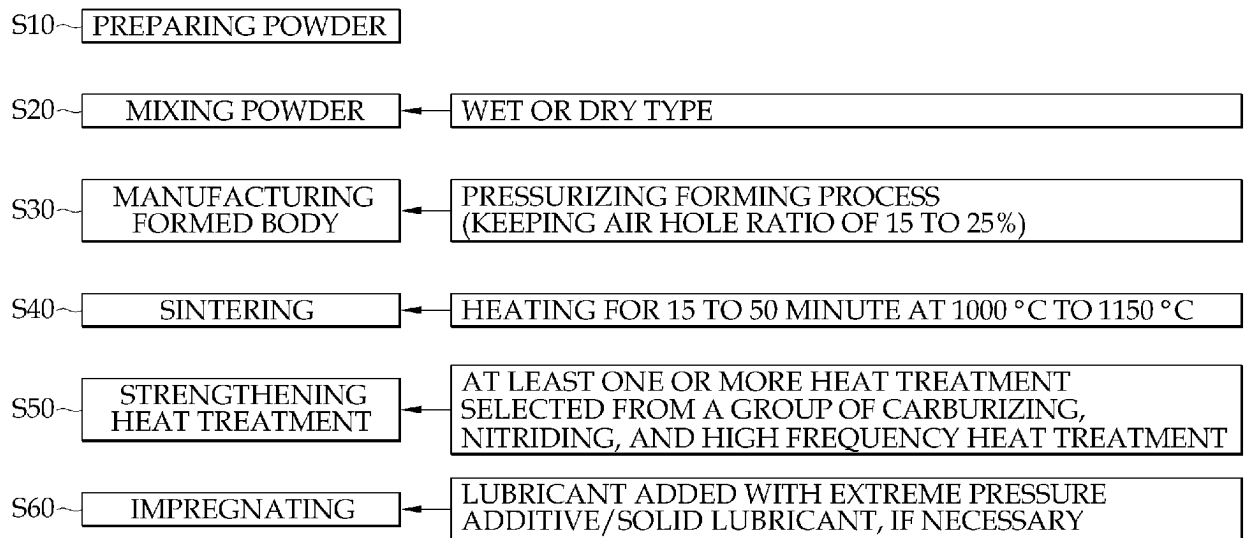 S10 PREPARING POWDER
S20 MIXING POWDER WET OR DRY TYPE
S30 MANUFACTURING FORMED BODY
PRESSURIZING FORMING PROCESS
(KEEPING AIR HOLE RATIO OF 15 TO 25%)
S40 SINTERING HEATING FOR 15 TO 50 MINUTE AT 1000 °C TO 1150 °C
S50 STRENGTHENING HEAT TREATMENT
AT LEAST ONE OR MORE HEAT TREATMENT
SELECTED FROM A GROUP OF CARBURIZING,
NITRIDING, AND HIGH FREQUENCY HEAT TREATMENT
S60 IMPREGNATING
LUBRICANT ADDED WITH EXTREME PRESSURE
ADDITIVE/SOLID LUBRICANT, IF NECESSARY